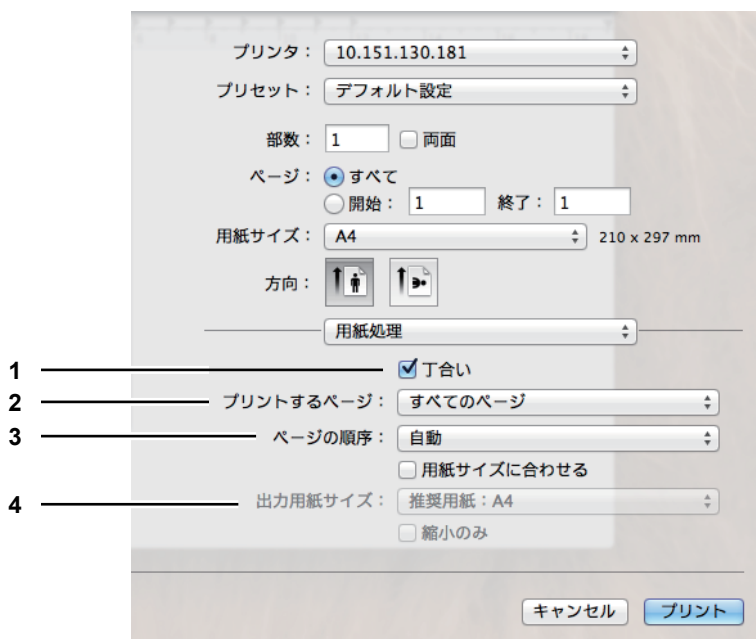 プリンタ： 10.151.130.181
プリセット： デフォルト設定
部数： 1 両面
ページ： すべて
開始： 1 終了： 1
用紙サイズ： A4 210 x 297 mm
方向：
用紙処理
1 丁合い
2 プリントするページ： すべてのページ
3 ページの順序： 自動
用紙サイズに合わせる
4 出力用紙サイズ： 推奨用紙：A4
縮小のみ
キャンセル プリント